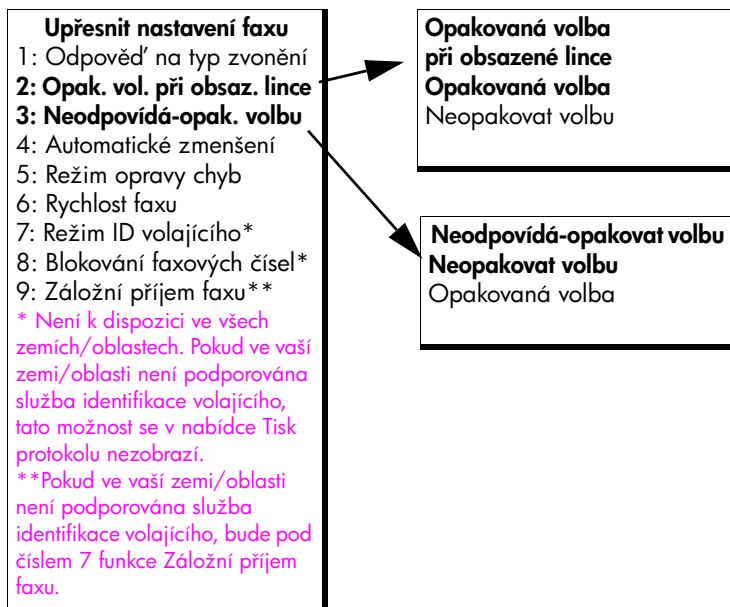 Upřesnit nastavení faxu
1: Odpověď na typ zvonění
2: Opak. vol. při obsaz. lince
3: Neodpovídá-opak. volbu
4: Automatické zmenšení
5: Režim opravy chyb
6: Rychlost faxu
7: Režim ID volajícího*
8: Blokování faxových čísel*
9: Záložní příjem faxu**
* Není k dispozici ve všech
zemích/oblastech. Pokud ve vaší
zemi/oblasti není podporována
služba identifikace volajícího,
tato možnost se v nabídce Tisk
protokolu nezobrazí.
**Pokud ve vaší zemi/oblasti
není podporována služba
identifikace volajícího, bude pod
číslem 7 funkce Záložní příjem
faxu.
Opakovaná volba
při obsazené lince
Opakovaná volba
Neopakovat volbu
Neodpovídá-opakovat volbu
Neopakovat volbu
Opakovaná volba